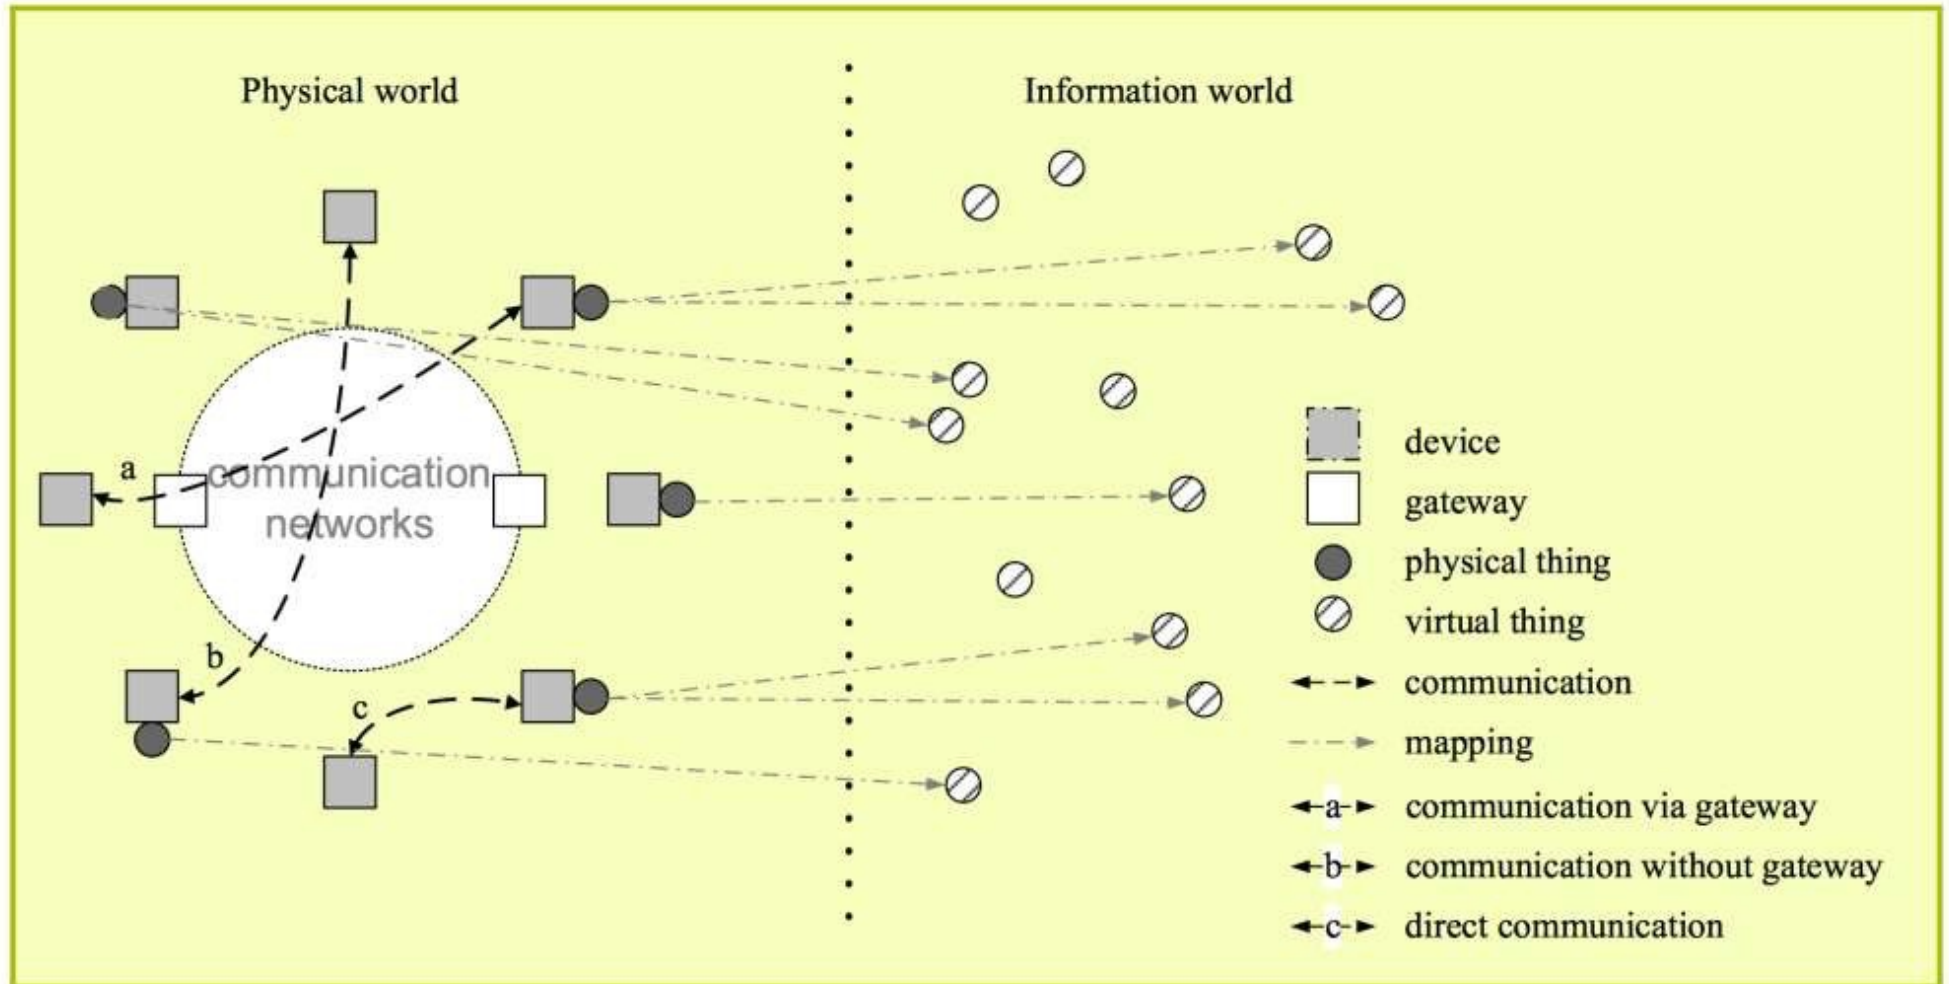 Physical world
Information world
a
communication
networks
b
c
device
gateway
physical thing
virtual thing
communication
mapping
a communication via gateway
b communication without gateway
c direct communication